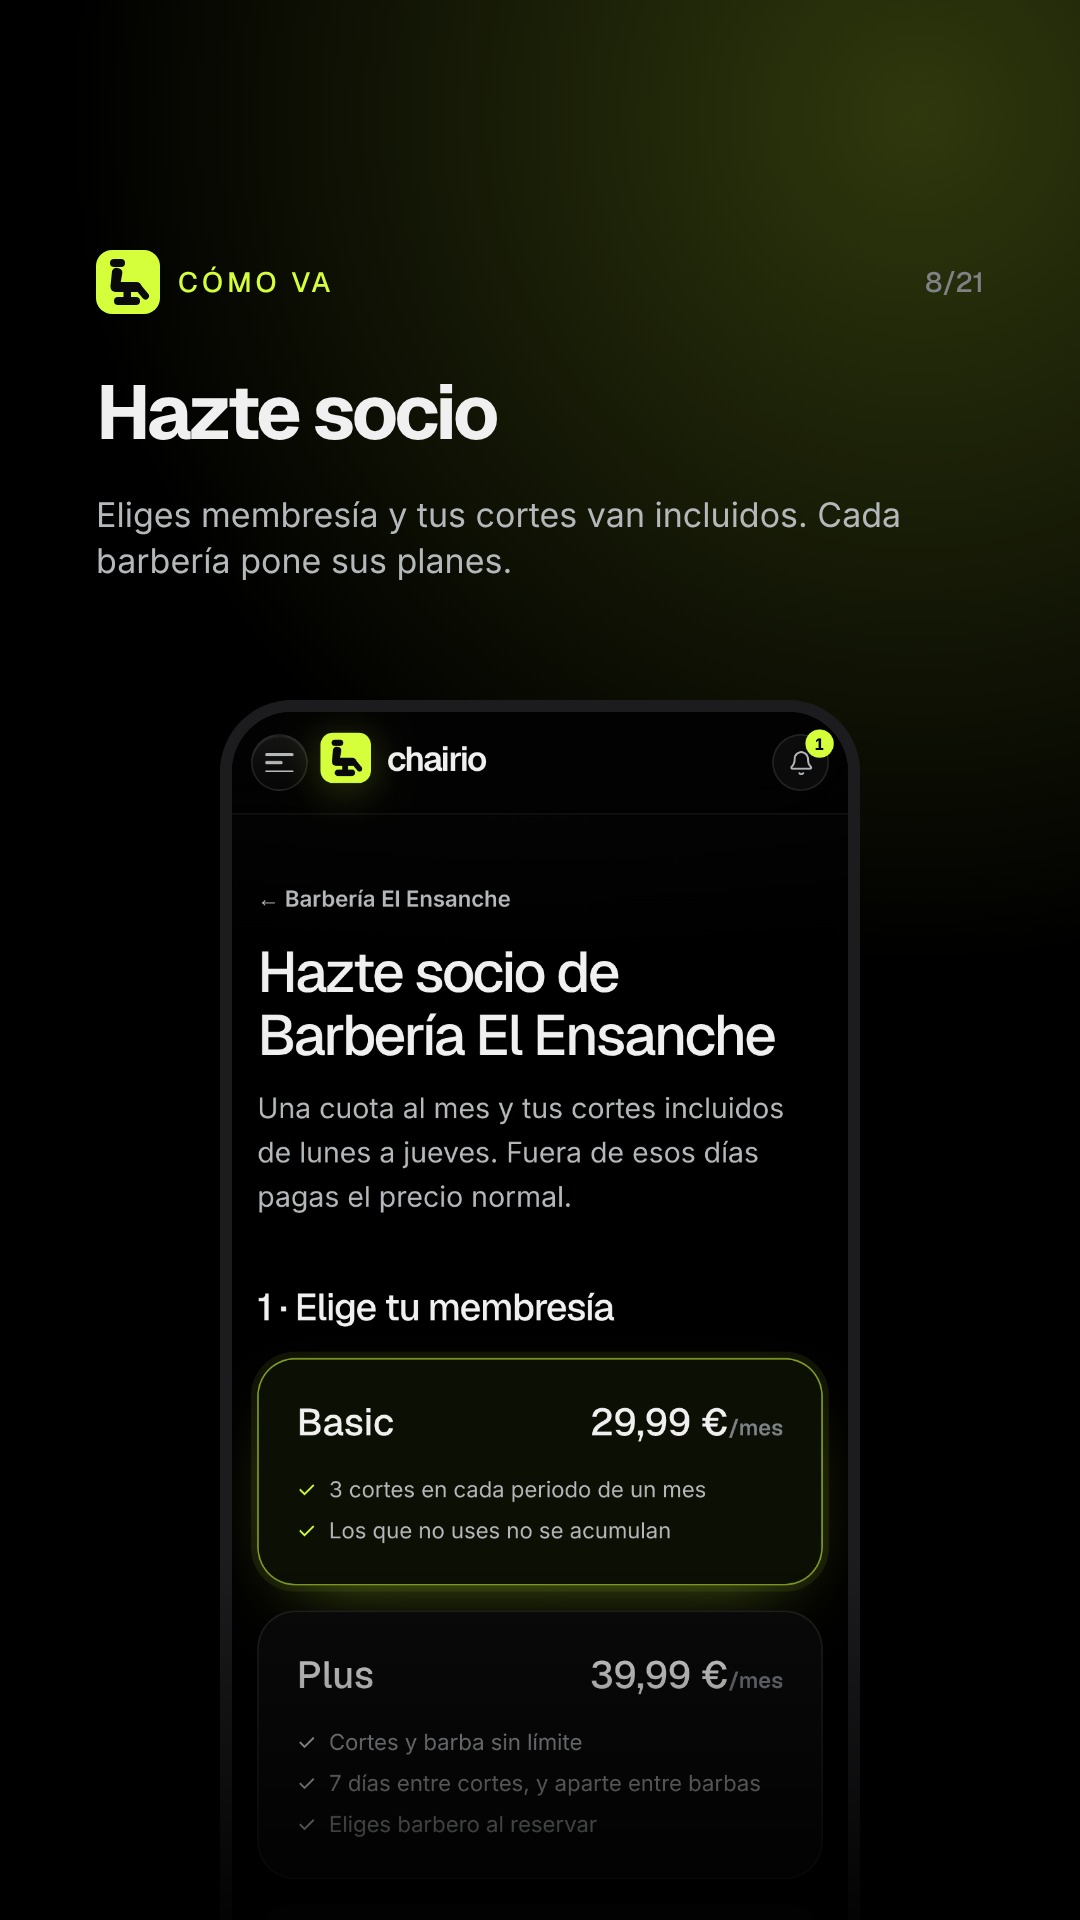 CÓMO VA
8/21
Hazte socio
Eliges membresía y tus cortes van incluidos. Cada
barbería pone sus planes.
chairio
1
← Barbería El Ensanche
Hazte socio de
Barbería El Ensanche
Una cuota al mes y tus cortes incluidos
de lunes a jueves. Fuera de esos días
pagas el precio normal.
1 · Elige tu membresía
Basic 29,99 €/mes
✓ 3 cortes en cada periodo de un mes
✓ Los que no uses no se acumulan
Plus 39,99 €/mes
✓ Cortes y barba sin límite
✓ 7 días entre cortes, y aparte entre barbas
✓ Eliges barbero al reservar